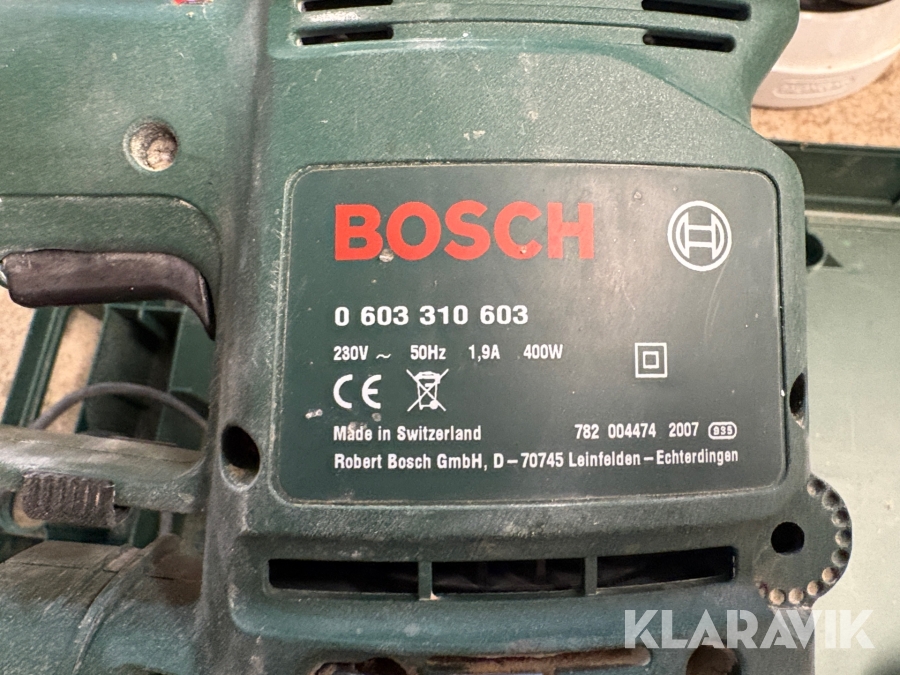 BOSCH
0 603 310 603
230V ~ 50Hz 1,9A 400W
CE
Made in Switzerland 782 004474 2007 935
Robert Bosch GmbH, D-70745 Leinfelden-Echterdingen
KLARAVIK